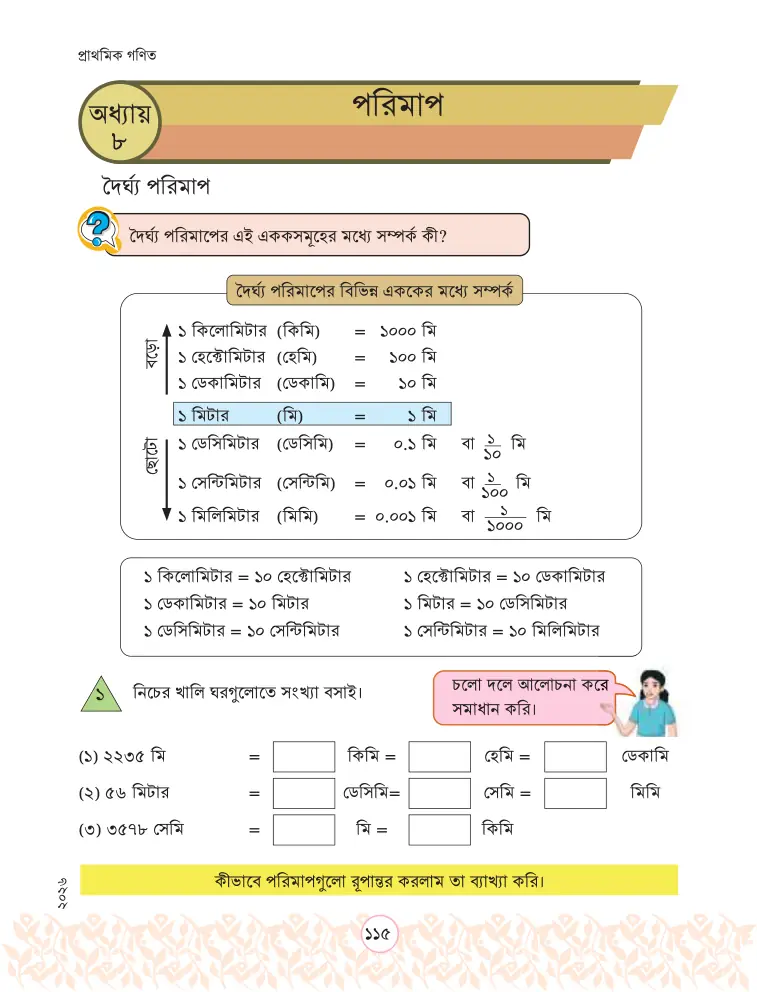 প্রাথমিক গণিত
অধ্যায়
৮
পরিমাপ
দৈর্ঘ্য পরিমাপ
?
দৈর্ঘ্য পরিমাপের এই এককসমূহের মধ্যে সম্পর্ক কী?
দৈর্ঘ্য পরিমাপের বিভিন্ন এককের মধ্যে সম্পর্ক
বড়ো
১ কিলোমিটার (কিমি) = ১০০০ মি
১ হেক্টোমিটার (হেমি) = ১০০ মি
১ ডেকামিটার (ডেকামি) = ১০ মি
১ মিটার (মি) = ১ মি
ছোটো
১ ডেসিমিটার (ডেসিমি) = ০.১ মি বা ১/১০ মি
১ সেন্টিমিটার (সেন্টিমি) = ০.০১ মি বা ১/১০০ মি
১ মিলিমিটার (মিমি) = ০.০০১ মি বা ১/১০০০ মি
১ কিলোমিটার = ১০ হেক্টোমিটার ১ হেক্টোমিটার = ১০ ডেকামিটার
১ ডেকামিটার = ১০ মিটার ১ মিটার = ১০ ডেসিমিটার
১ ডেসিমিটার = ১০ সেন্টিমিটার ১ সেন্টিমিটার = ১০ মিলিমিটার
১ নিচের খালি ঘরগুলোতে সংখ্যা বসাই।
চলো দলে আলোচনা করে
সমাধান করি।
(১) ২২৩৫ মি = কিমি = হেমি = ডেকামি
(২) ৫৬ মিটার = ডেসিমি= সেমি = মিমি
(৩) ৩৫৭৮ সেমি = মি = কিমি
কীভাবে পরিমাপগুলো রূপান্তর করলাম তা ব্যাখ্যা করি।
২০২৬
১১৫